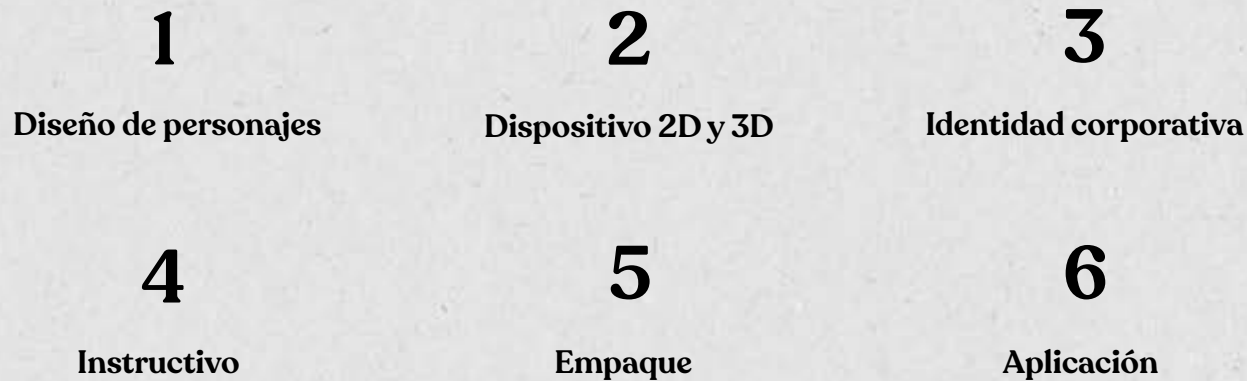 1
Diseño de personajes
2
Dispositivo 2D y 3D
3
Identidad corporativa
4
Instructivo
5
Empaque
6
Aplicación